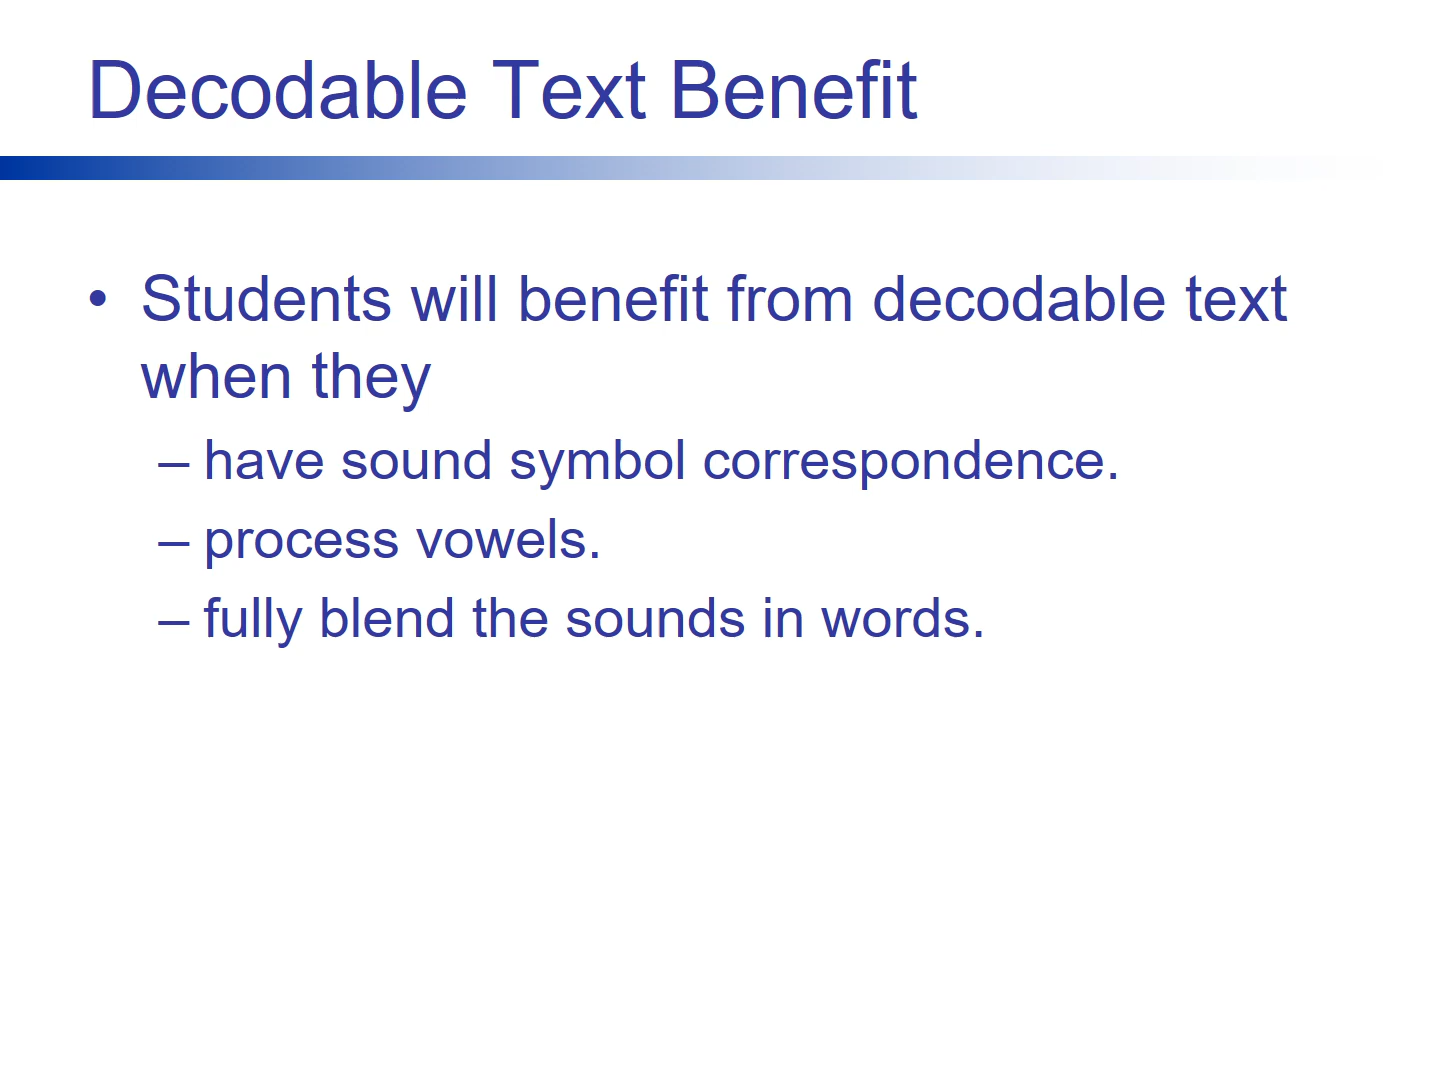 Decodable Text Benefit
• Students will benefit from decodable text
when they
– have sound symbol correspondence.
– process vowels.
– fully blend the sounds in words.